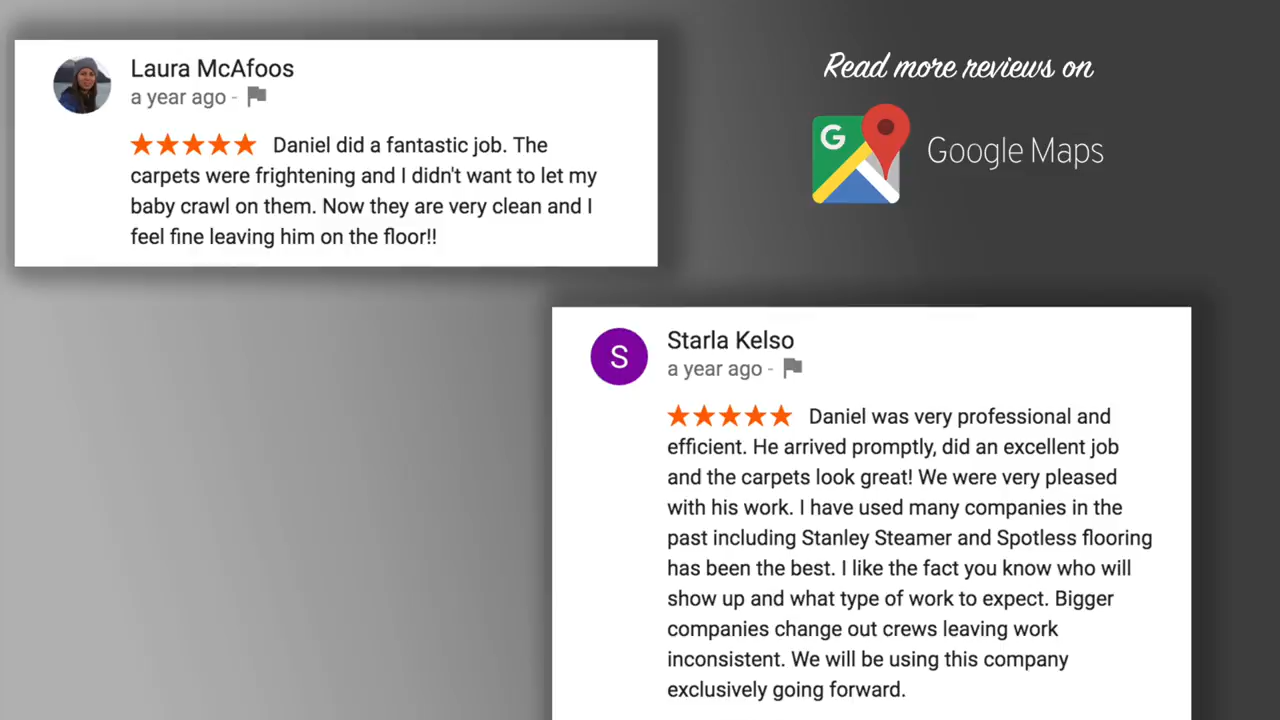 Laura McAfoos
a year ago -
Daniel did a fantastic job. The
carpets were frightening and I didn't want to let my
baby crawl on them. Now they are very clean and I
feel fine leaving him on the floor!!
Read more reviews on
G
Google Maps
S
Starla Kelso
a year ago -
Daniel was very professional and
efficient. He arrived promptly, did an excellent job
and the carpets look great! We were very pleased
with his work. I have used many companies in the
past including Stanley Steamer and Spotless flooring
has been the best. I like the fact you know who will
show up and what type of work to expect. Bigger
companies change out crews leaving work
inconsistent. We will be using this company
exclusively going forward.